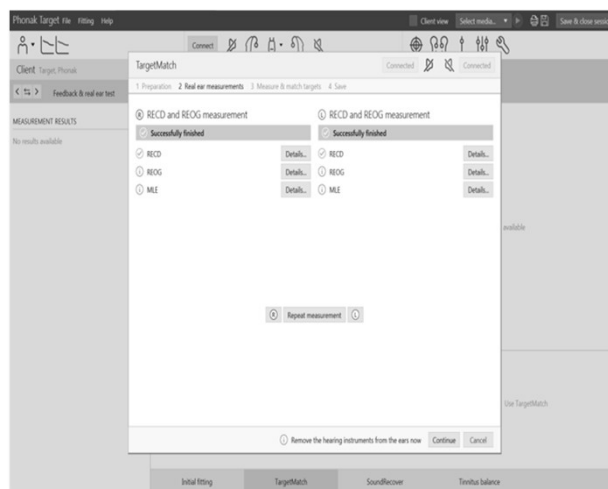 Phonak Target File Fitting Help Client view Select media... Save & close session
Connect
Client Target, Phonak
Feedback & real ear test
MEASUREMENT RESULTS
No results available
TargetMatch Connected Connected
1 Preparation 2 Real ear measurements 3 Measure & match targets 4 Save
R RECD and REOG measurement L RECD and REOG measurement
Successfully finished Successfully finished
RECD Details... RECD Details...
REOG Details... REOG Details...
MLE Details... MLE Details...
available
R Repeat measurement L
Use TargetMatch
Remove the hearing instruments from the ears now Continue Cancel
Initial fitting TargetMatch SoundRecover Tinnitus balance